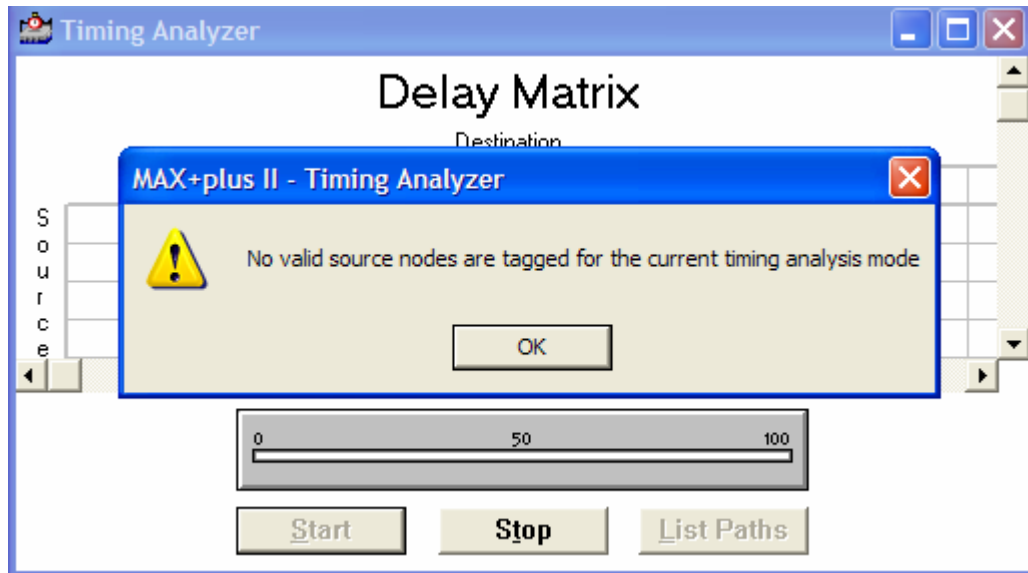 Timing Analyzer
Delay Matrix
Destination
MAX+plus II - Timing Analyzer
Source
No valid source nodes are tagged for the current timing analysis mode
OK
0 50 100
Start Stop List Paths